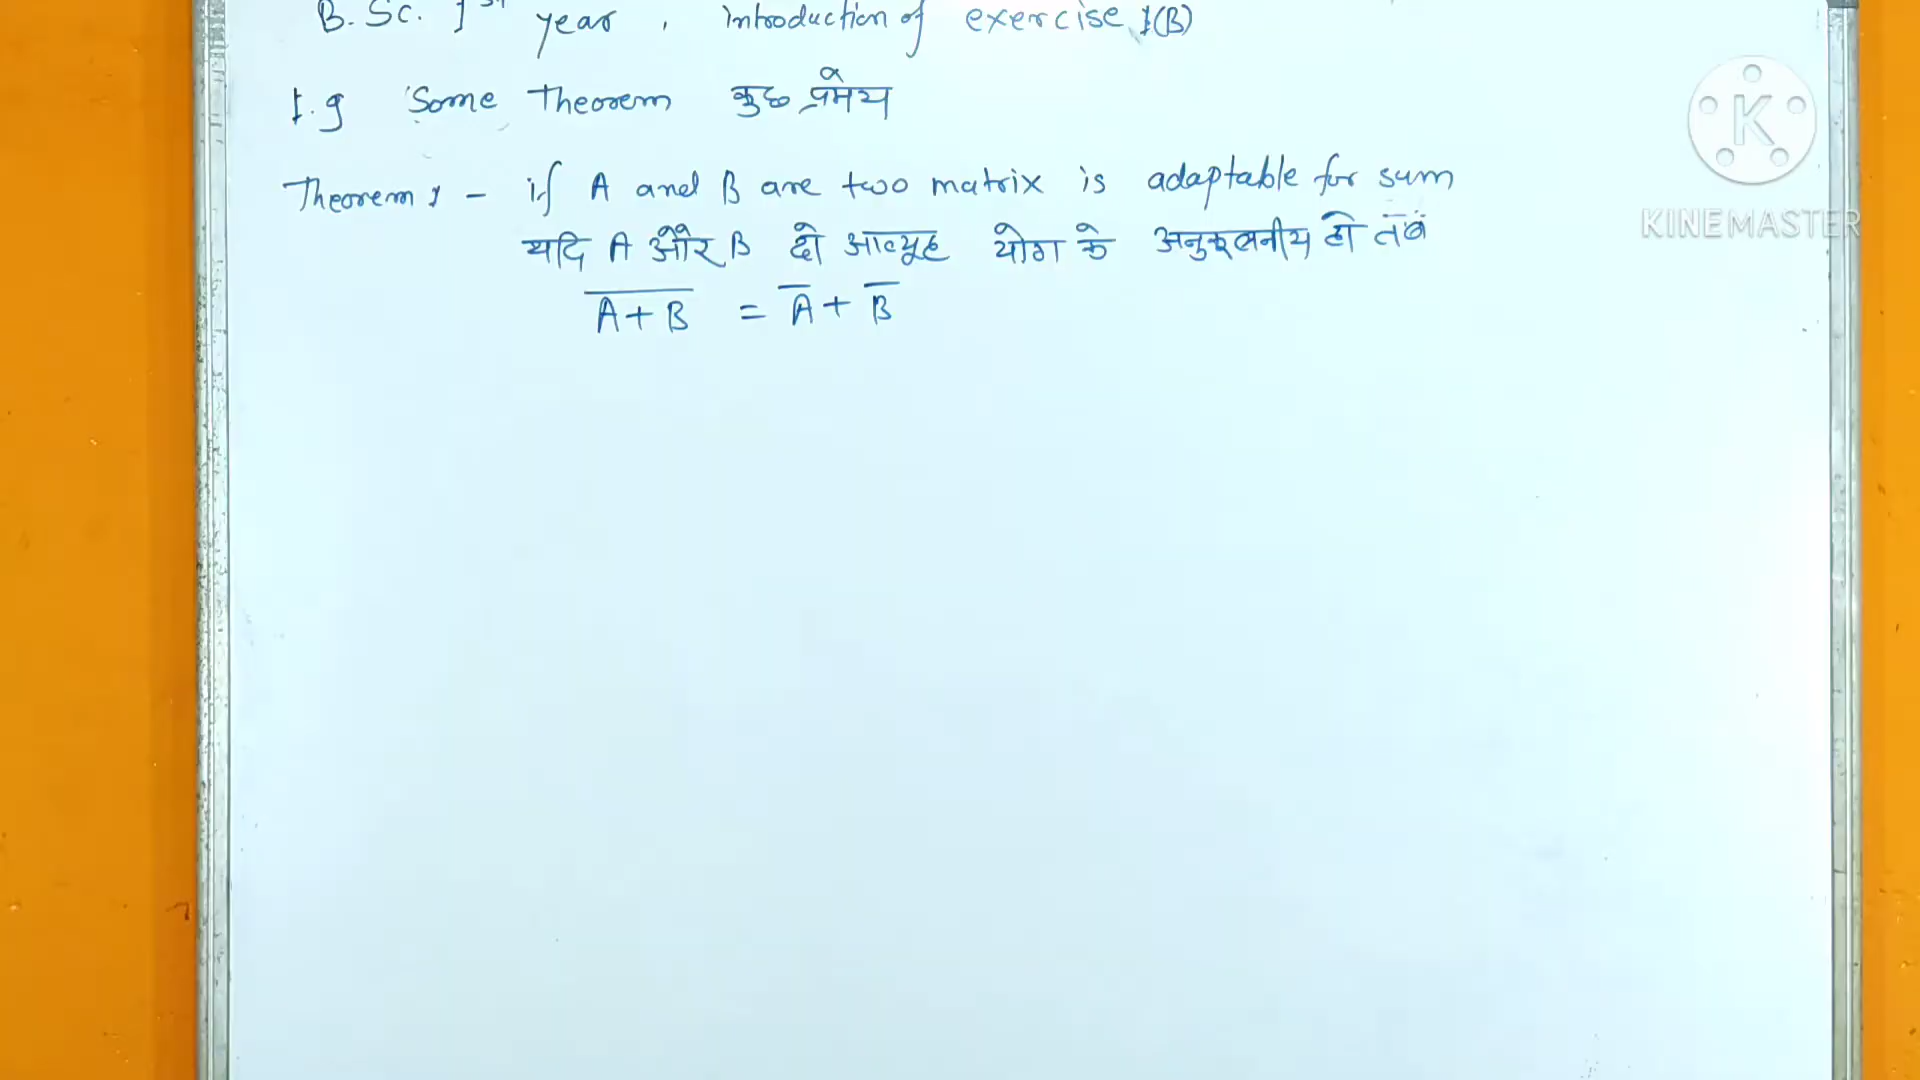 B.Sc. 1st year, introduction of exercise 1(B)
1.9 Some Theorem कुछ प्रमेय
Theorem 1 - if A and B are two matrix is adaptable for sum
यदि A और B दो आव्यूह योग के अनुकूलनीय हो तब
A+B = A + B
K
KINEMASTER